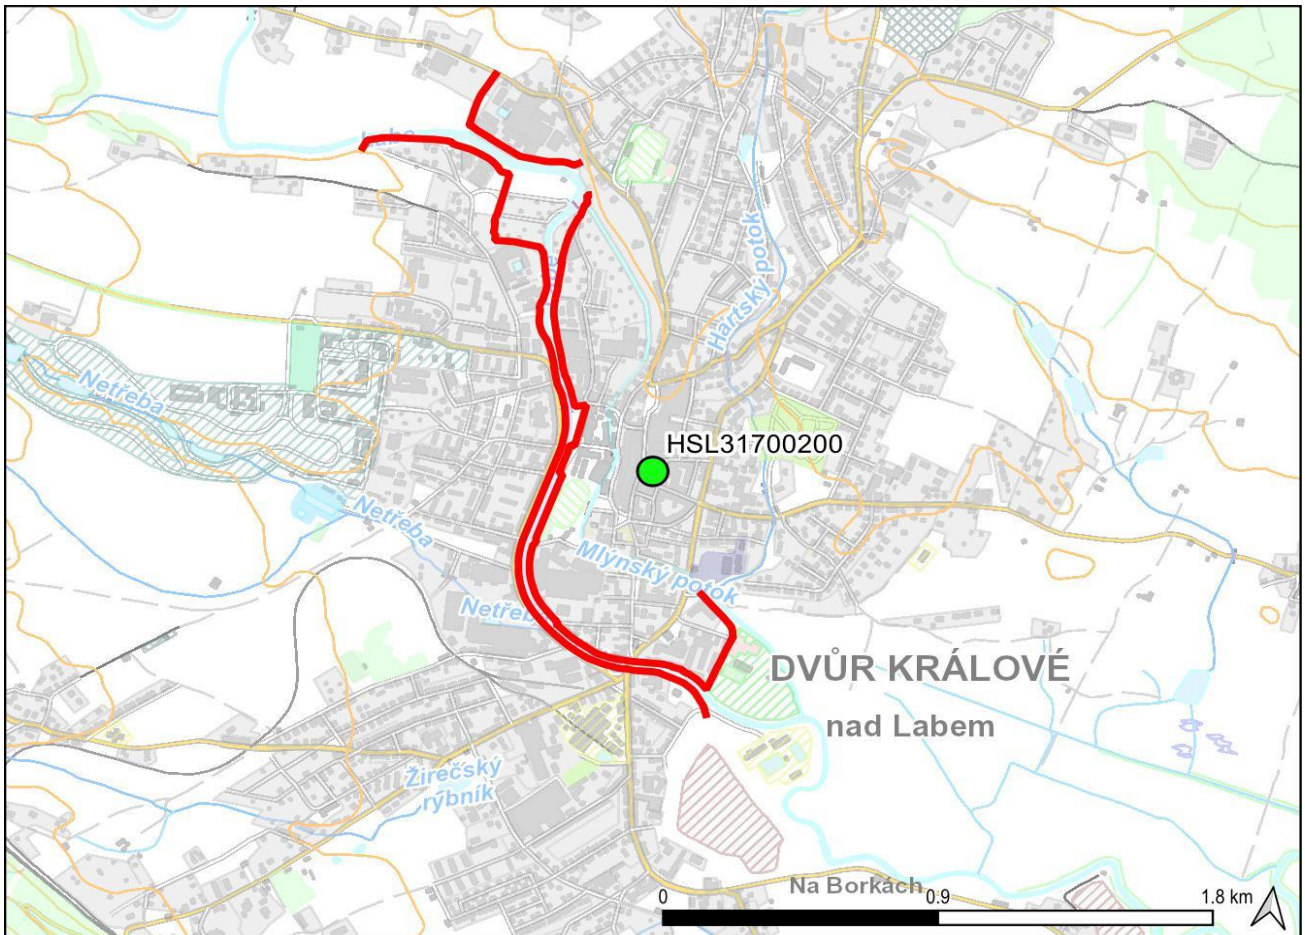 Labe
Hartský potok
Netřeba
HSL31700200
Netřeba
Mlýnský potok
Netřeba
DVŮR KRÁLOVÉ
nad Labem
Žirečský
rybník
Na Borkách
0
0.9
1.8 km